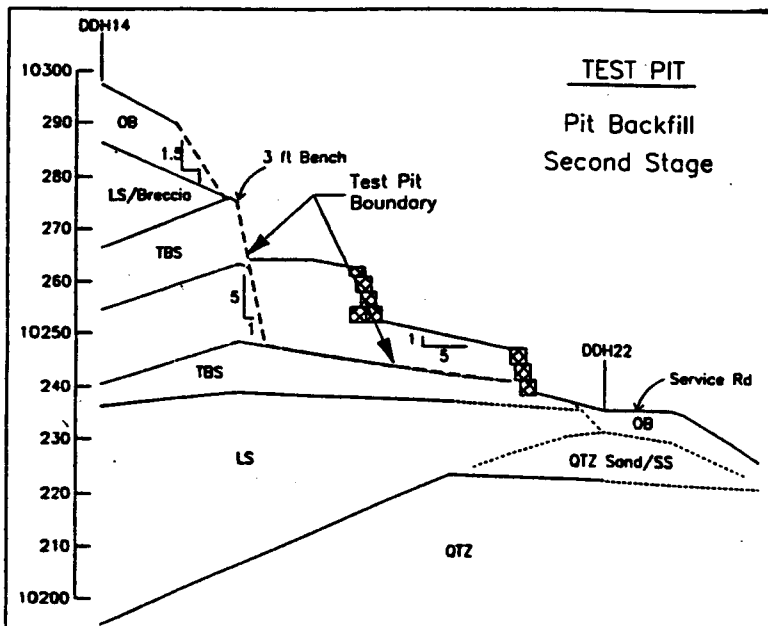 DDH14
TEST PIT
Pit Backfill
Second Stage
10300
290
280
270
260
10250
240
230
220
210
10200
OB
1.5
1
3 ft Bench
LS/Breccia
Test Pit
Boundary
TBS
5
1
1
5
DDH22
TBS
Service Rd
OB
LS
QTZ Sand/SS
QTZ